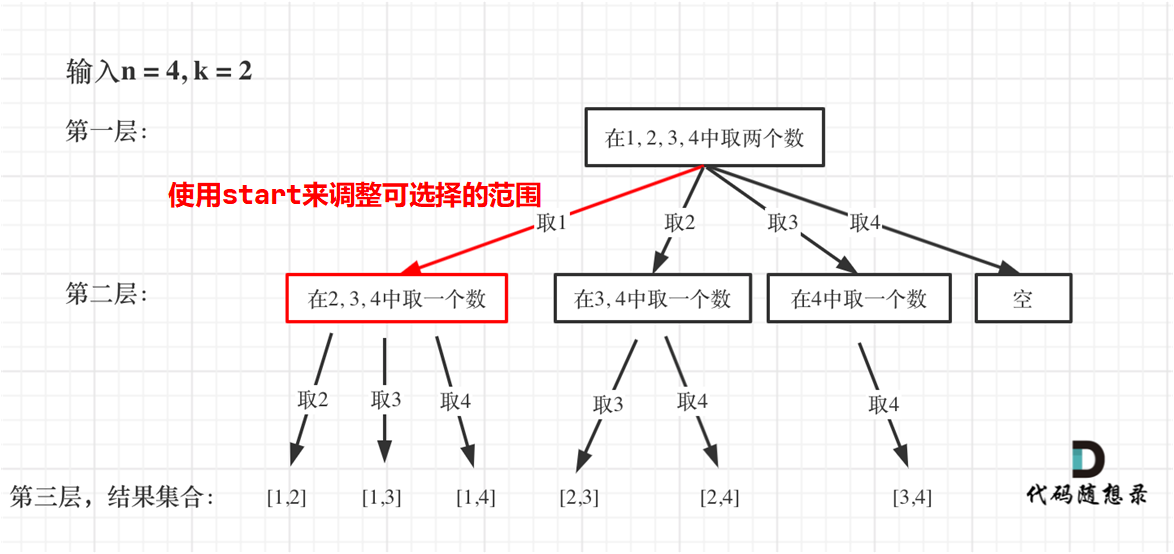 输入n = 4, k = 2
第一层：
在1, 2, 3, 4中取两个数
使用start来调整可选择的范围
取1
取2
取3
取4
第二层：
在2, 3, 4中取一个数
在3, 4中取一个数
在4中取一个数
空
取2
取3
取4
取3
取4
取4
第三层，结果集合：
[1,2]
[1,3]
[1,4]
[2,3]
[2,4]
[3,4]
代码随想录